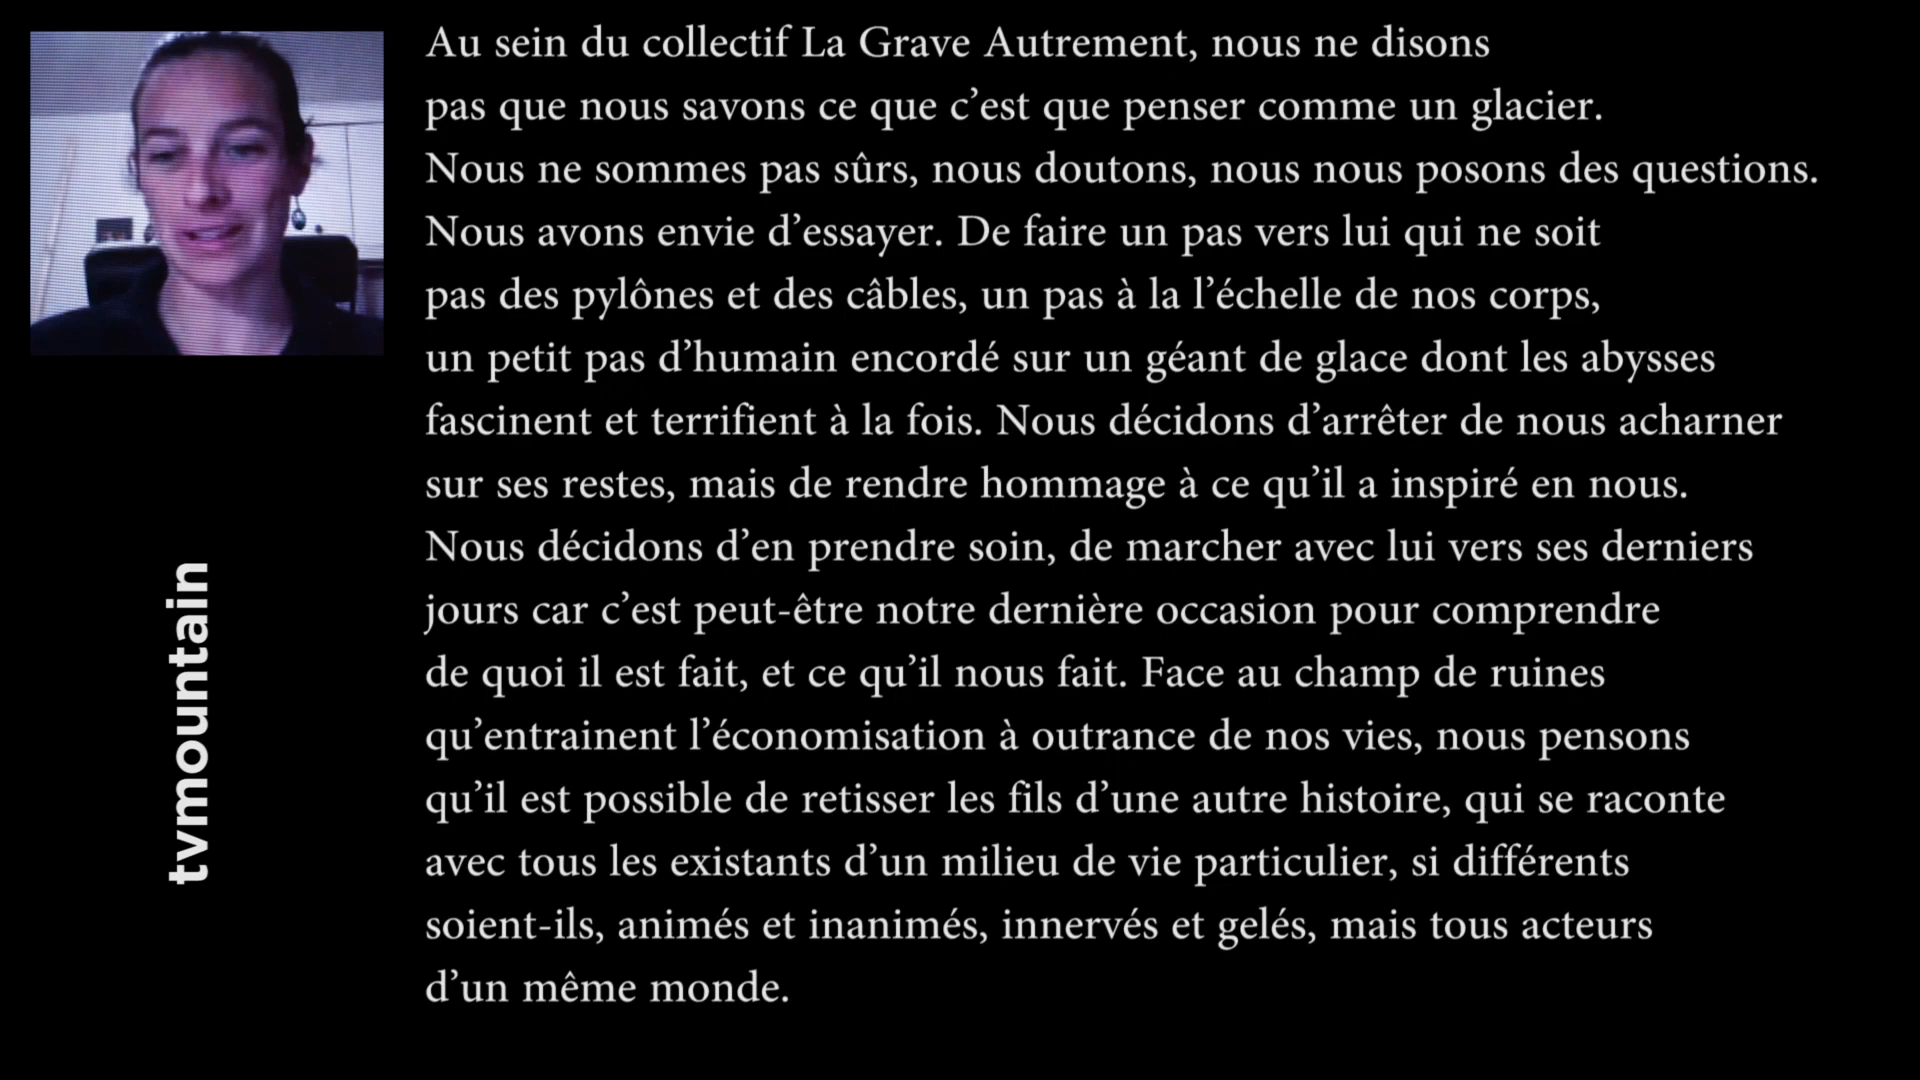 Au sein du collectif La Grave Autrement, nous ne disons
pas que nous savons ce que c’est que penser comme un glacier.
Nous ne sommes pas sûrs, nous doutons, nous nous posons des questions.
Nous avons envie d’essayer. De faire un pas vers lui qui ne soit
pas des pylônes et des câbles, un pas à la l’échelle de nos corps,
un petit pas d’humain encordé sur un géant de glace dont les abysses
fascinent et terrifient à la fois. Nous décidons d’arrêter de nous acharner
sur ses restes, mais de rendre hommage à ce qu’il a inspiré en nous.
Nous décidons d’en prendre soin, de marcher avec lui vers ses derniers
jours car c’est peut-être notre dernière occasion pour comprendre
de quoi il est fait, et ce qu’il nous fait. Face au champ de ruines
qu’entrainent l’économisation à outrance de nos vies, nous pensons
qu’il est possible de retisser les fils d’une autre histoire, qui se raconte
avec tous les existants d’un milieu de vie particulier, si différents
soient-ils, animés et inanimés, innervés et gelés, mais tous acteurs
d’un même monde.
tvmountain